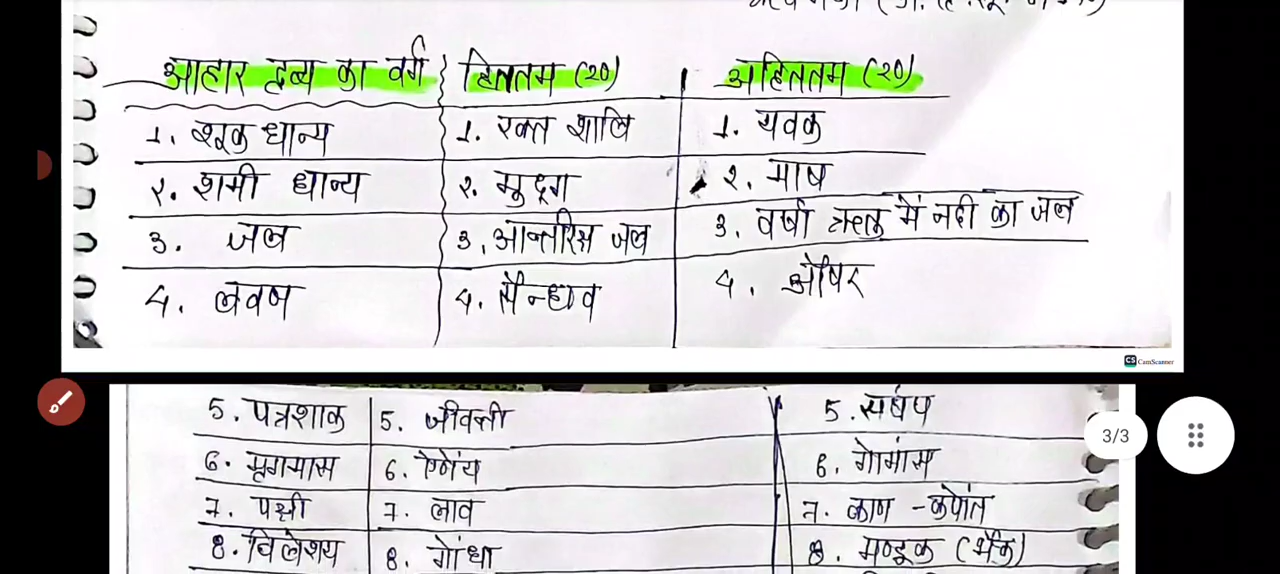 आहार द्रव्य का वर्ग हिततम (20) अहिततम (20)
1. शूक धान्य 1. रक्त शालि 1. यवक
2. शमी धान्य 2. मुद्ग 2. माष
3. जल 3. आन्तरिक्ष जल 3. वर्षा ऋतु में नदी का जल
4. लवण 4. सैन्धव 4. औषर
CS CamScanner
5. पत्रशाक 5. जीवन्ती 5. सर्षप
6. मृगमांस 6. ऐणेय 6. गोमांस
7. पक्षी 7. लाव 7. काण - कपोत
8. विलेशय 8. गोधा 8. मण्डूक (भेक)
3/3